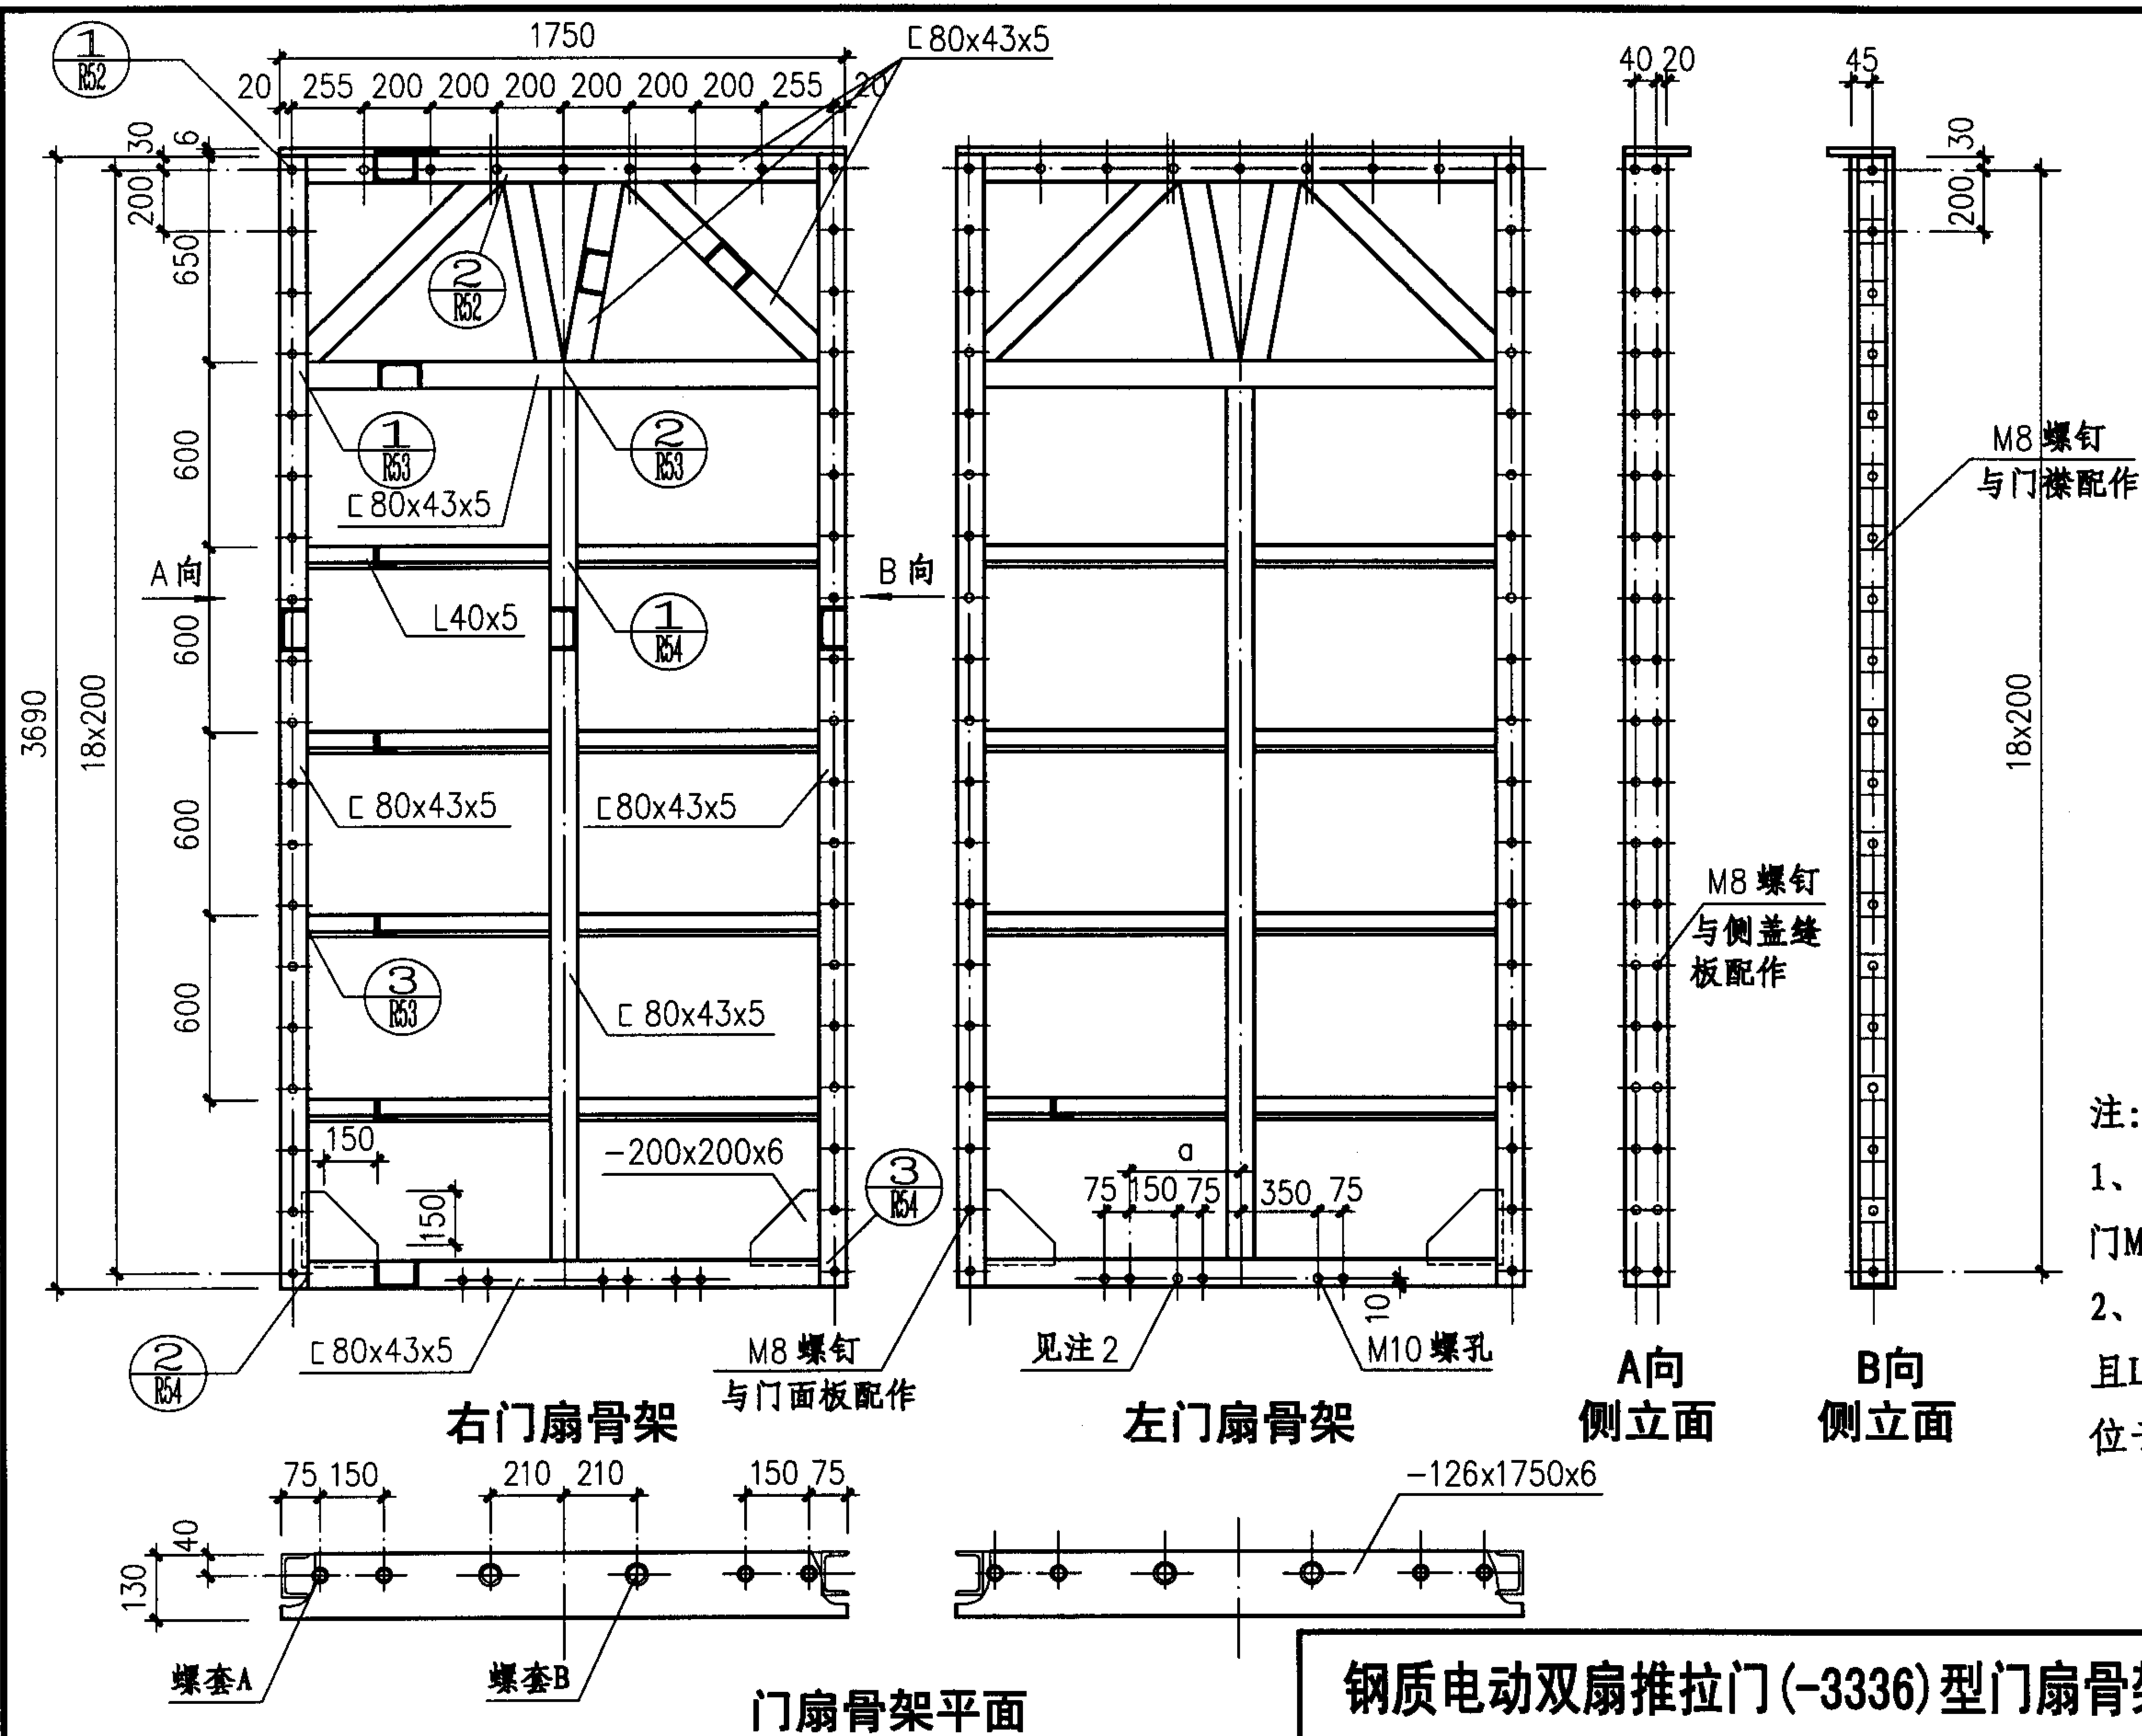 1
R52
1750
⊏80x43x5
20 255 200 200 200 200 200 200 255 20
30
6
200
650
600
600
600
600
3690
18x200
2
R52
1
R53
2
R53
⊏80x43x5
A向
B向
L40x5
1
R54
⊏ 80x43x5
⊏80x43x5
3
R53
⊏ 80x43x5
150
150
-200x200x6
3
R54
2
R54
⊏80x43x5
M8 螺钉
与门面板配作
右门扇骨架
a
75 150 75 350 75
10
见注 2
M10 螺孔
左门扇骨架
40 20
M8 螺钉
与侧盖缝
板配作
A向
侧立面
45
30
200
18x200
M8 螺钉
与门襟配作
B向
侧立面
注:
1、
门M
2、
且L
位于
75 150 210 210 150 75
40
130
螺套A
螺套B
-126x1750x6
门扇骨架平面
钢质电动双扇推拉门(-3336)型门扇骨架